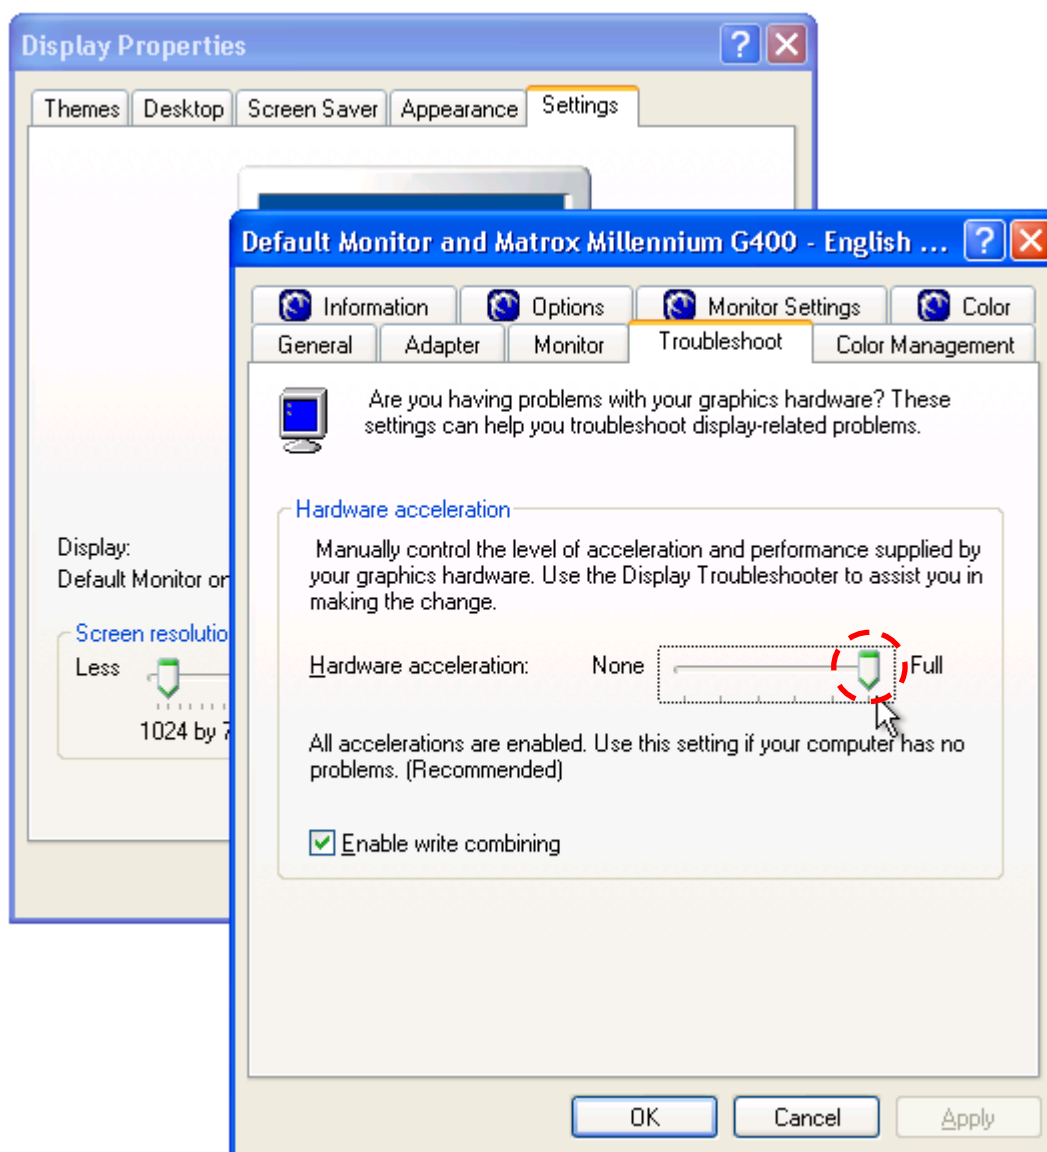 Display Properties
Themes Desktop Screen Saver Appearance Settings
Default Monitor and Matrox Millennium G400 - English ...
Information Options Monitor Settings Color
General Adapter Monitor Troubleshoot Color Management
Are you having problems with your graphics hardware? These
settings can help you troubleshoot display-related problems.
Hardware acceleration
Manually control the level of acceleration and performance supplied by
your graphics hardware. Use the Display Troubleshooter to assist you in
making the change.
Hardware acceleration: None Full
All accelerations are enabled. Use this setting if your computer has no
problems. (Recommended)
Enable write combining
OK Cancel Apply
Display:
Default Monitor on
Screen resolutio
Less
1024 by 7